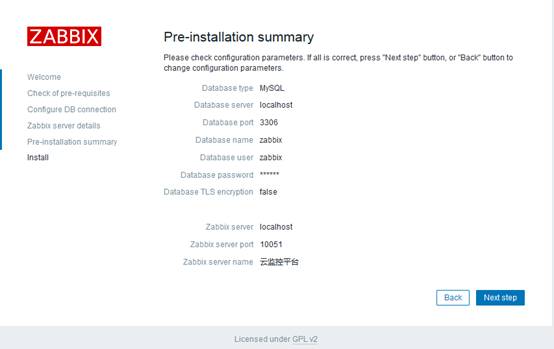 ZABBIX
Welcome
Check of pre-requisites
Configure DB connection
Zabbix server details
Pre-installation summary
Install
Pre-installation summary
Please check configuration parameters. If all is correct, press "Next step" button, or "Back" button to
change configuration parameters.
Database type MySQL
Database server localhost
Database port 3306
Database name zabbix
Database user zabbix
Database password ******
Database TLS encryption false
Zabbix server localhost
Zabbix server port 10051
Zabbix server name 云监控平台
Back Next step
Licensed under GPL v2